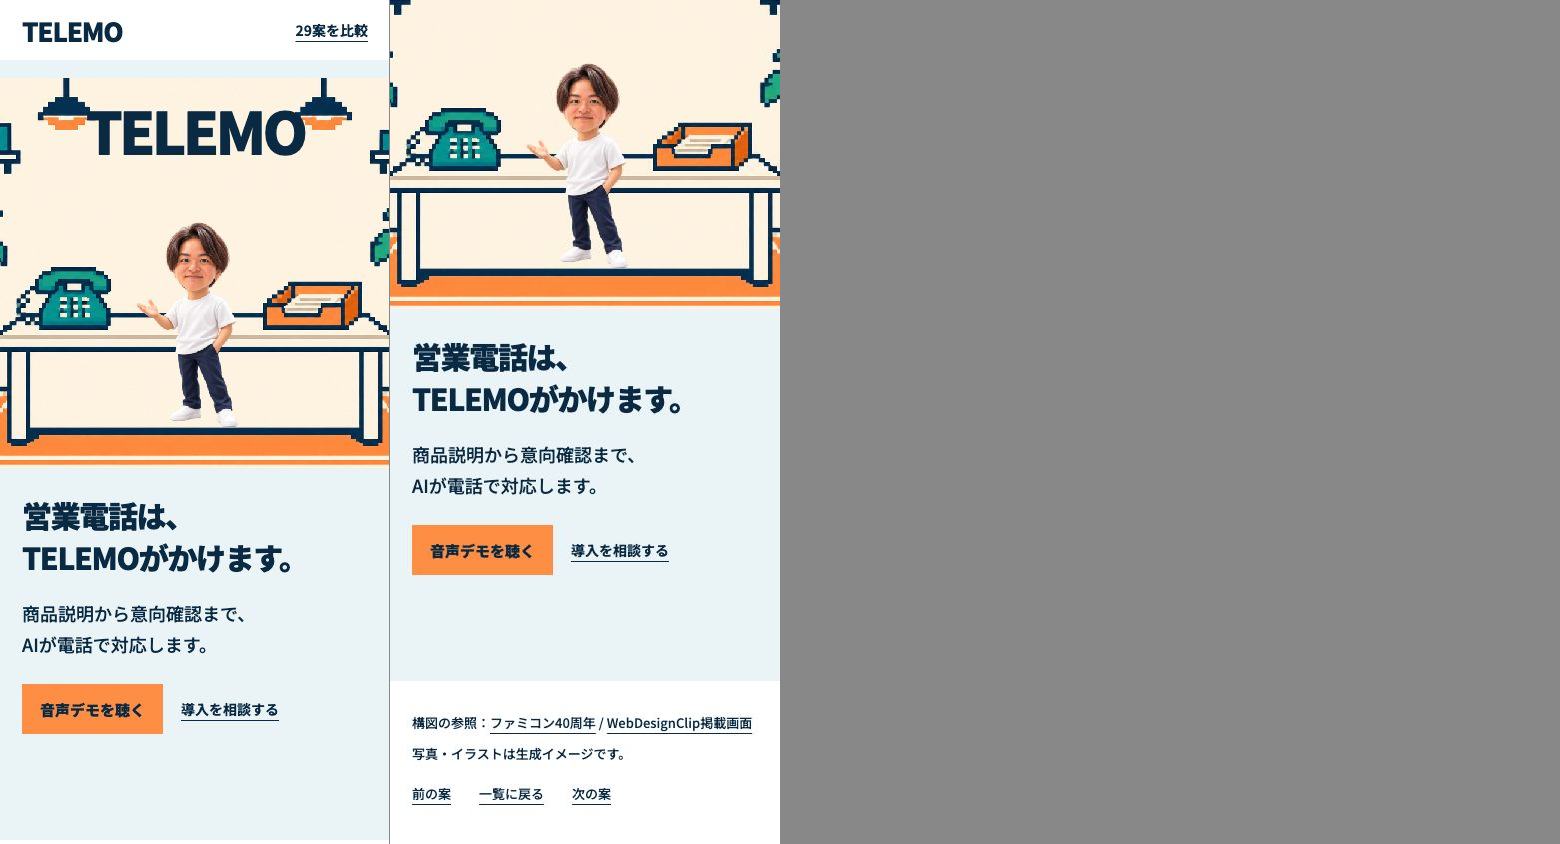 TELEMO
29案を比較
TELEMO
営業電話は、
TELEMOがかけます。
商品説明から意向確認まで、
AIが電話で対応します。
音声デモを聴く
導入を相談する
営業電話は、
TELEMOがかけます。
商品説明から意向確認まで、
AIが電話で対応します。
音声デモを聴く
導入を相談する
構図の参照：ファミコン40周年 / WebDesignClip掲載画面
写真・イラストは生成イメージです。
前の案
一覧に戻る
次の案